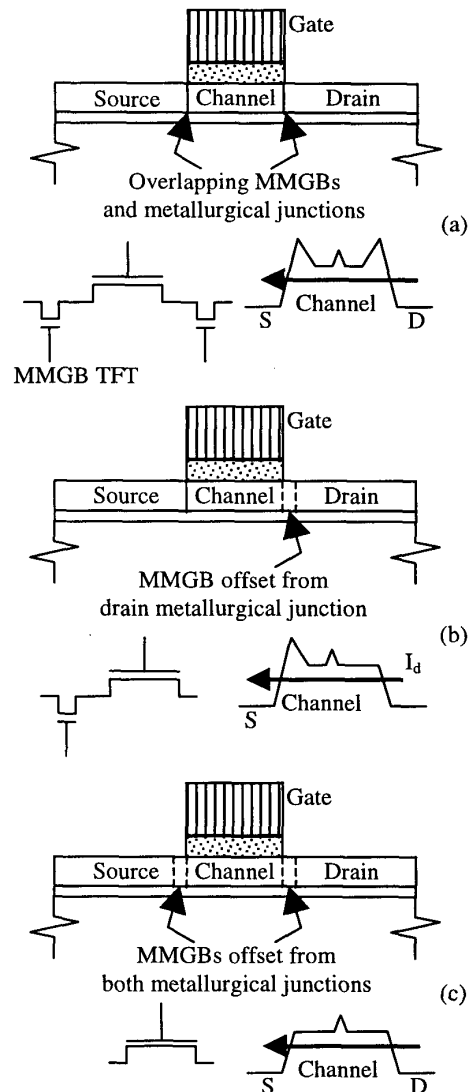 Gate
Source Channel Drain
Overlapping MMGBs
and metallurgical junctions
(a)
Channel
S D
MMGB TFT
Gate
Source Channel Drain
MMGB offset from
drain metallurgical junction
(b)
Id
S Channel
Gate
Source Channel Drain
MMGBs offset from
both metallurgical junctions
(c)
Channel
S D